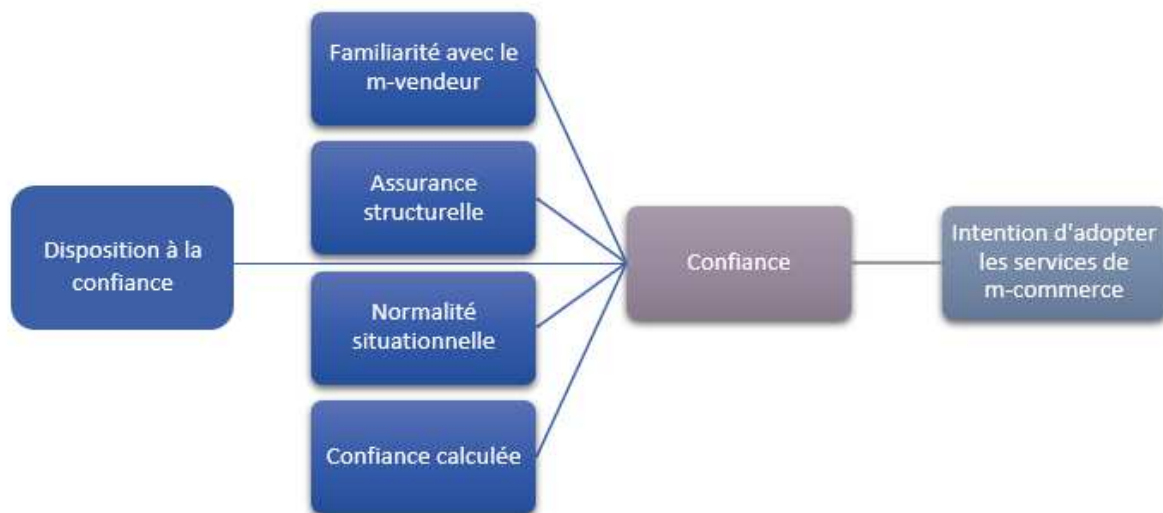 Familiarité avec le
m-vendeur
Assurance
structurelle
Disposition à la
confiance
Normalité
situationnelle
Confiance calculée
Confiance
Intention d'adopter
les services de
m-commerce